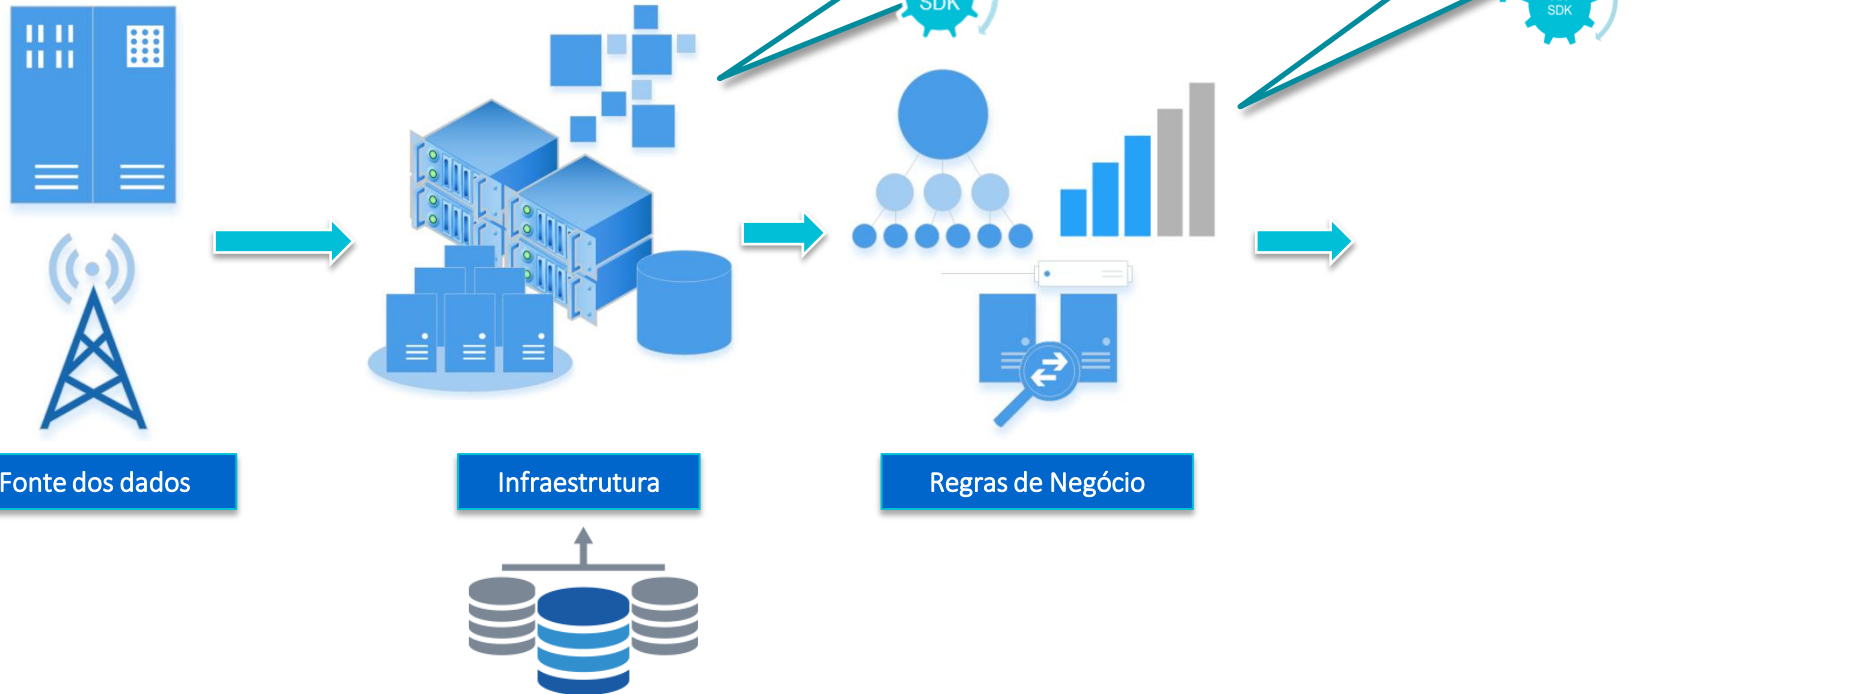 SDK
SDK
Fonte dos dados
Infraestrutura
Regras de Negócio